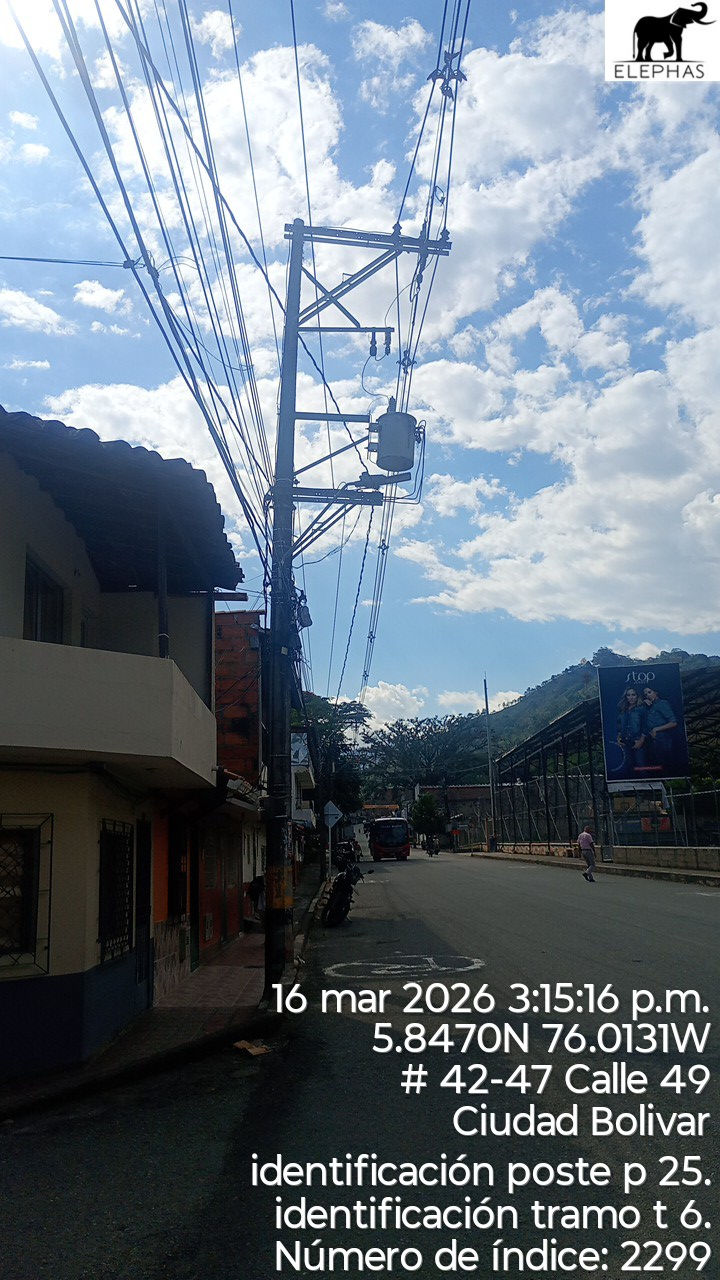 ELEPHAS
stop
16 mar 2026 3:15:16 p.m.
5.8470N 76.0131W
# 42-47 Calle 49
Ciudad Bolivar
identificación poste p 25.
identificación tramo t 6.
Número de índice: 2299